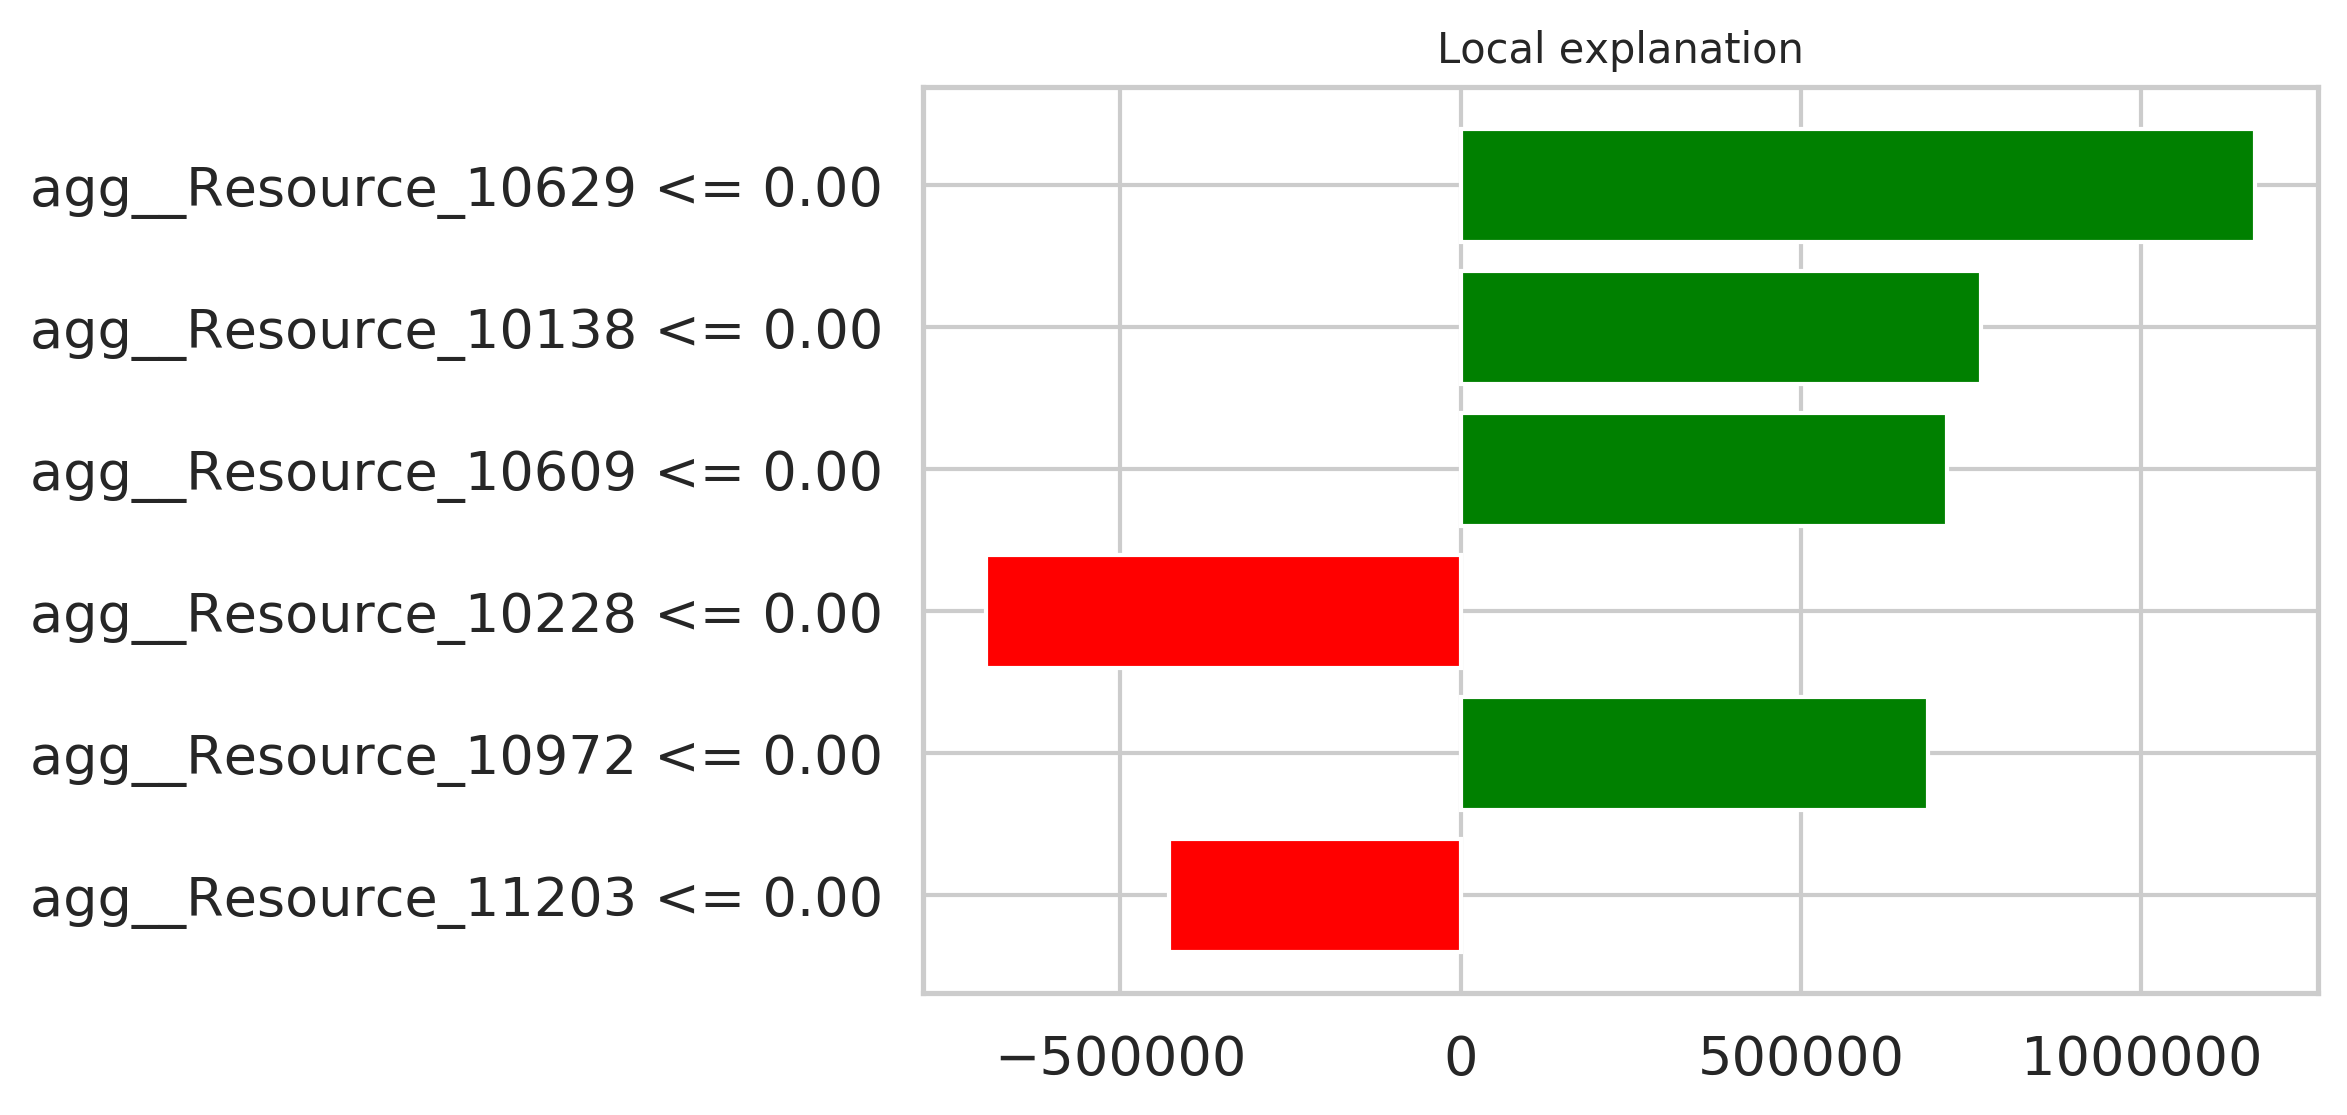 Local explanation
agg__Resource_10629 <= 0.00
agg__Resource_10138 <= 0.00
agg__Resource_10609 <= 0.00
agg__Resource_10228 <= 0.00
agg__Resource_10972 <= 0.00
agg__Resource_11203 <= 0.00
−500000 0 500000 1000000